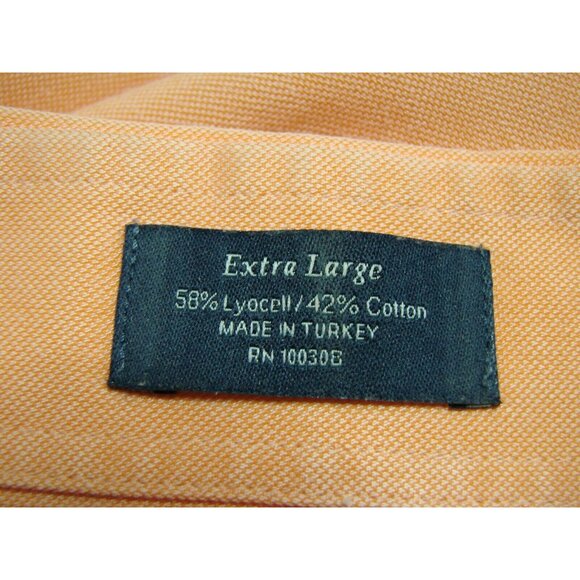 Extra Large
58% Lyocell / 42% Cotton
MADE IN TURKEY
RN 100308